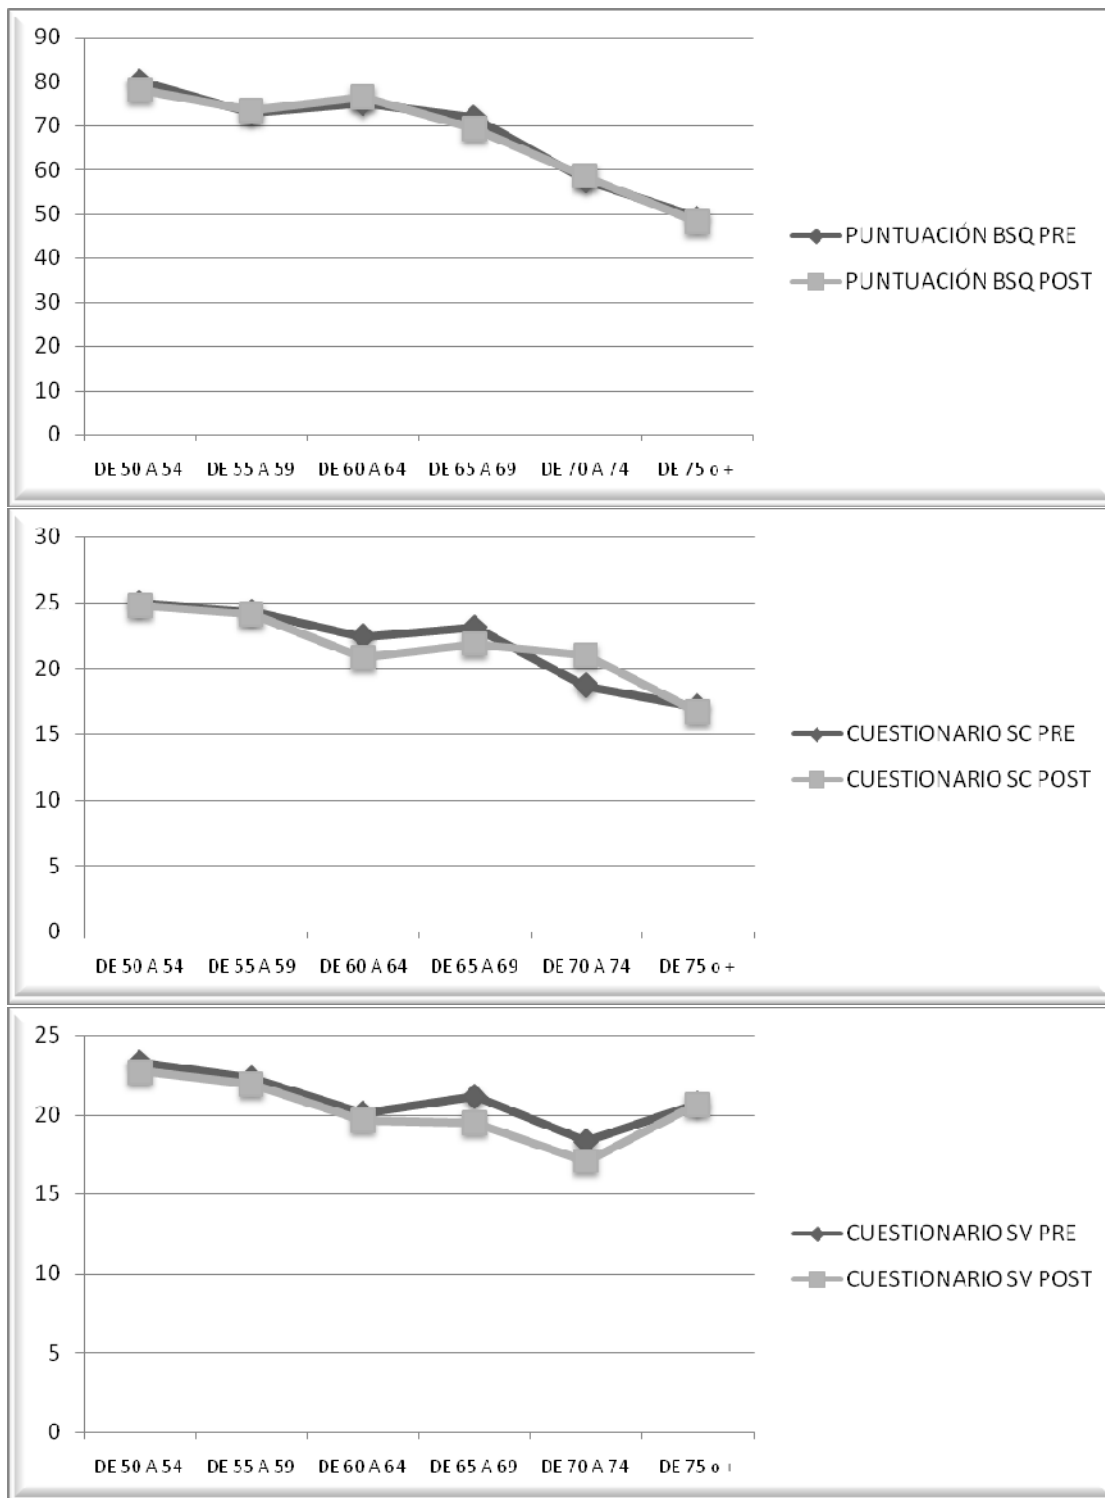 90
80
70
60
50
40
30
20
10
0
DE 50 A 54 DE 55 A 59 DE 60 A 64 DE 65 A 69 DE 70 A 74 DE 75 o +
PUNTUACIÓN BSQ PRE
PUNTUACIÓN BSQ POST
30
25
20
15
10
5
0
DE 50 A 54 DE 55 A 59 DE 60 A 64 DE 65 A 69 DE 70 A 74 DE 75 o +
CUESTIONARIO SC PRE
CUESTIONARIO SC POST
25
20
15
10
5
0
DE 50 A 54 DE 55 A 59 DE 60 A 64 DE 65 A 69 DE 70 A 74 DE 75 o +
CUESTIONARIO SV PRE
CUESTIONARIO SV POST